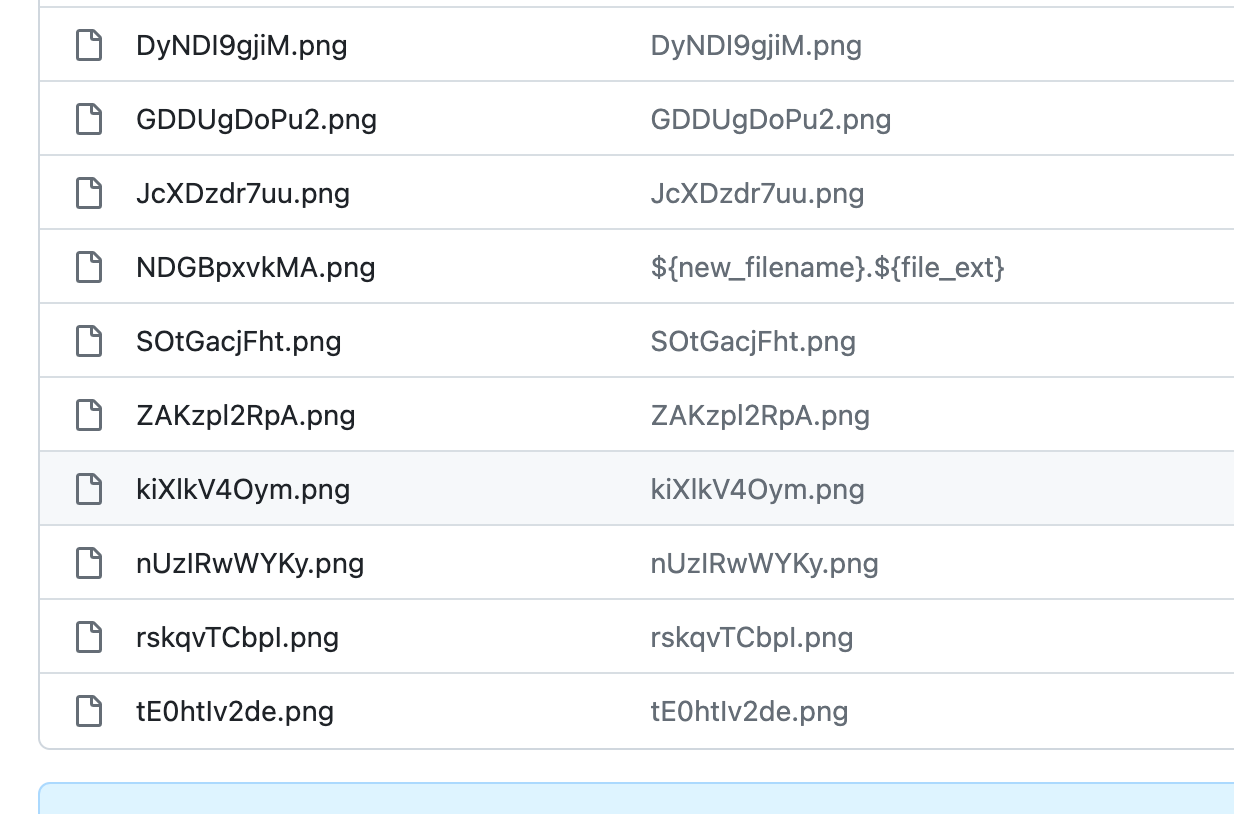 DyNDI9gjiM.png DyNDI9gjiM.png
GDDUgDoPu2.png GDDUgDoPu2.png
JcXDzdr7uu.png JcXDzdr7uu.png
NDGBpxvkMA.png ${new_filename}.${file_ext}
SOtGacjFht.png SOtGacjFht.png
ZAKzpl2RpA.png ZAKzpl2RpA.png
kiXlkV4Oym.png kiXlkV4Oym.png
nUzIRwWYKy.png nUzIRwWYKy.png
rskqvTCbpI.png rskqvTCbpI.png
tE0htIv2de.png tE0htIv2de.png